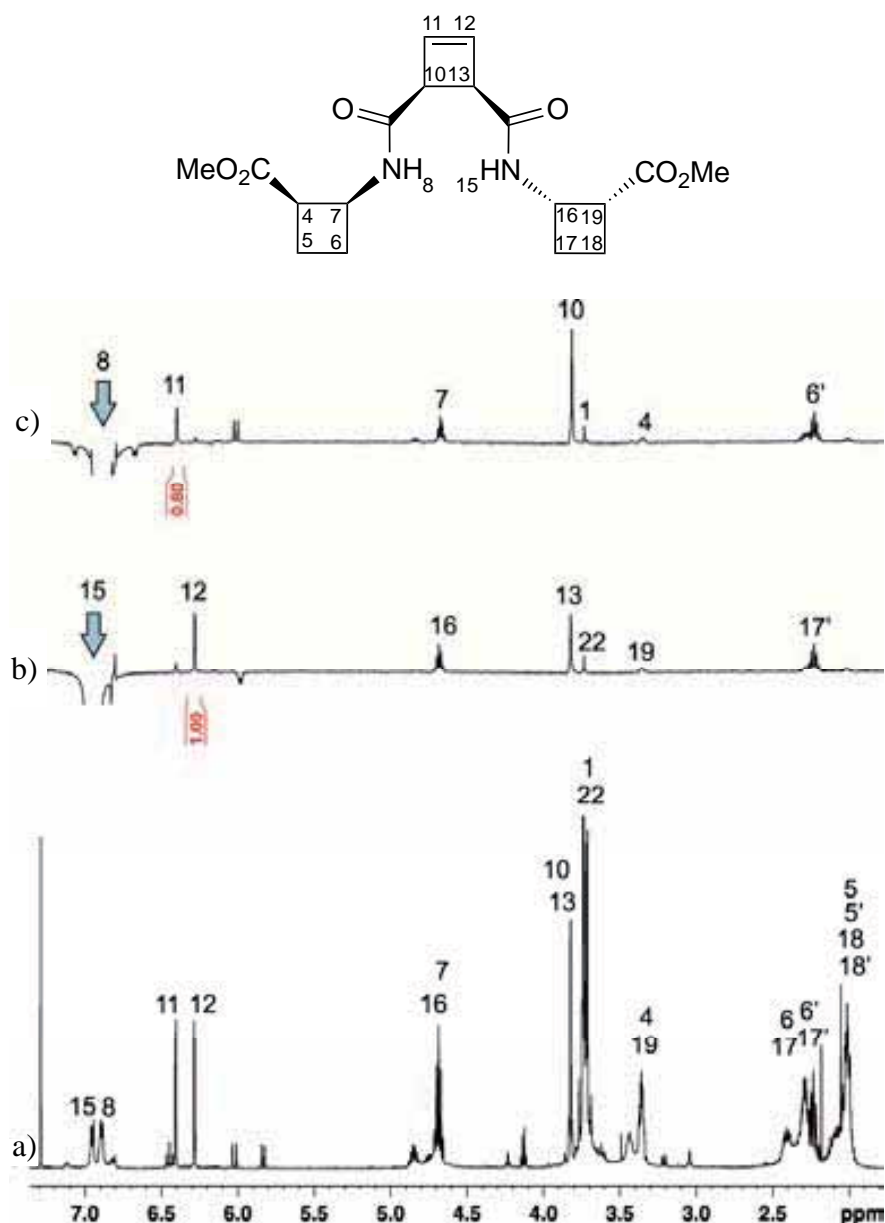 11 12
10 13
O O
MeO₂C NH₈ 15HN CO₂Me
4 7 16 19
5 6 17 18
10
8
11 7 1 4 6'
c)
0.80
15 12 13
16 22 19 17'
b)
1.00
1
22
10
13
5
5'
18
18'
7
16
4
19
6 6'
17 17'
11 12
15 8
a)
7.0 6.5 6.0 5.5 5.0 4.5 4.0 3.5 3.0 2.5 ppm